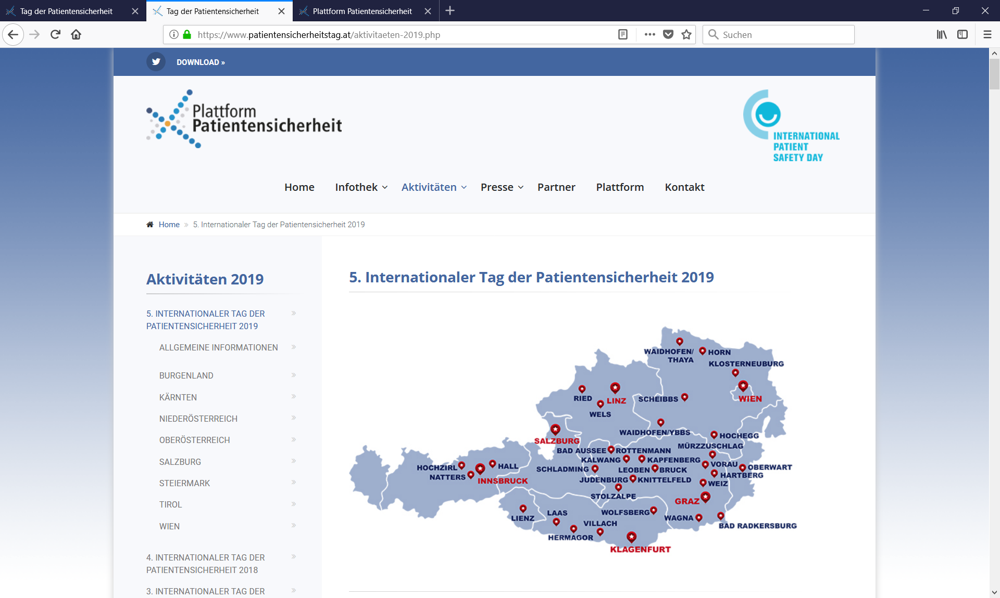 Tag der Patientensicherheit
Tag der Patientensicherheit
Plattform Patientensicherheit
https://www.patientensicherheitstag.at/aktivitaeten-2019.php
Suchen
DOWNLOAD »
Plattform
Patientensicherheit
INTERNATIONAL
PATIENT
SAFETY DAY
Home
Infothek
Aktivitäten
Presse
Partner
Plattform
Kontakt
Home » 5. Internationaler Tag der Patientensicherheit 2019
Aktivitäten 2019
5. INTERNATIONALER TAG DER
PATIENTENSICHERHEIT 2019
ALLGEMEINE INFORMATIONEN
BURGENLAND
KÄRNTEN
NIEDERÖSTERREICH
OBERÖSTERREICH
SALZBURG
STEIERMARK
TIROL
WIEN
4. INTERNATIONALER TAG DER
PATIENTENSICHERHEIT 2018
3. INTERNATIONALER TAG DER
5. Internationaler Tag der Patientensicherheit 2019
WAIDHOFEN/
THAYA
HORN
KLOSTERNEUBURG
RIED
LINZ
SCHEIBBS
WIEN
WELS
WAIDHOFEN/YBBS
HOCHEGG
SALZBURG
MÜRZZUSCHLAG
BAD AUSSEE
ROTTENMANN
KALWANG
KAPFENBERG
VORAU
OBERWART
HOCHZIRL
HALL
SCHLADMING
LEOBEN
BRUCK
HARTBERG
NATTERS
INNSBRUCK
JUDENBURG
KNITTELFELD
WEIZ
STOLZALPE
GRAZ
LIENZ
LAAS
WOLFSBERG
WAGNA
VILLACH
BAD RADKERSBURG
HERMAGOR
KLAGENFURT